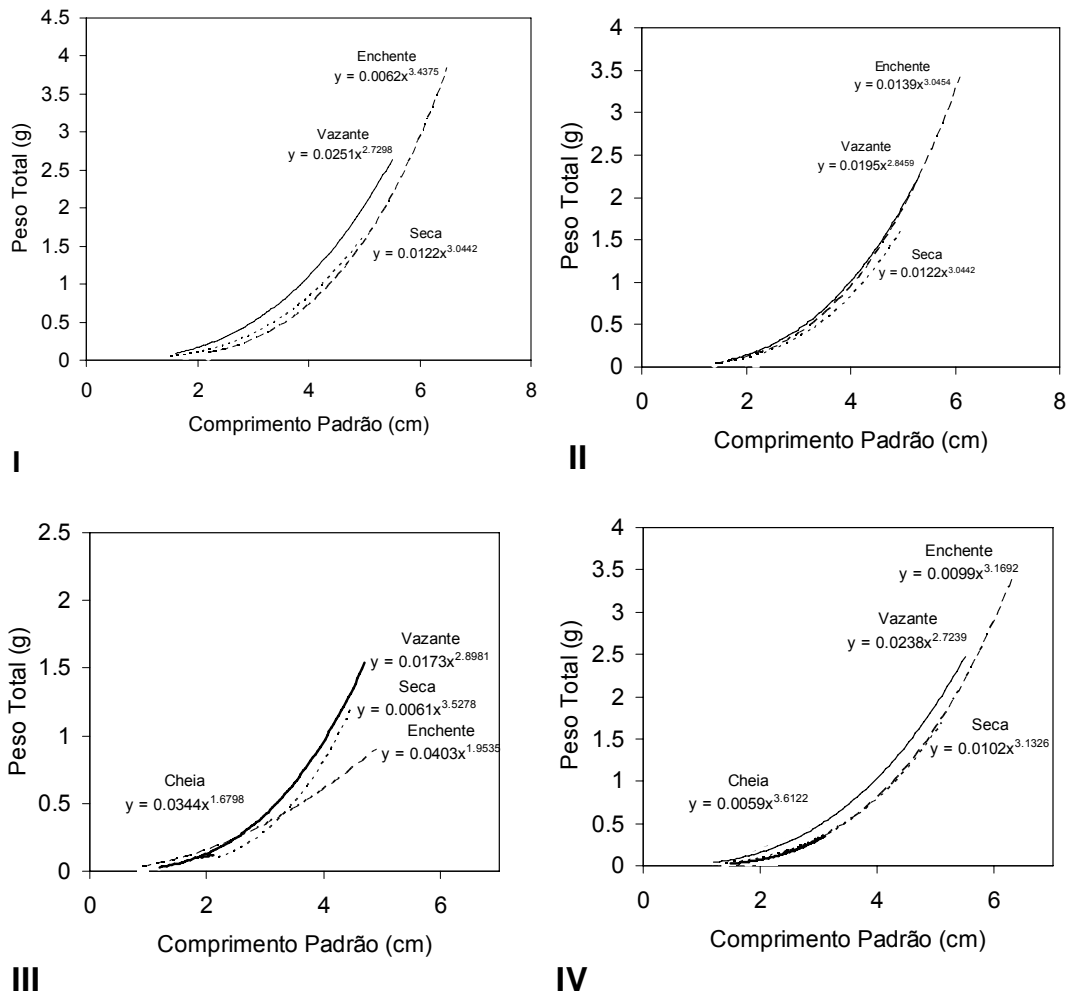 4.5
4
3.5
3
2.5
2
1.5
1
0.5
0
Peso Total (g)
Enchente
y = 0.0062x^3.4375
Vazante
y = 0.0251x^2.7298
Seca
y = 0.0122x^3.0442
0 2 4 6 8
Comprimento Padrão (cm)
I
4
3.5
3
2.5
2
1.5
1
0.5
0
Peso Total (g)
Enchente
y = 0.0139x^3.0454
Vazante
y = 0.0195x^2.8459
Seca
y = 0.0122x^3.0442
0 2 4 6 8
Comprimento Padrão (cm)
II
2.5
2
1.5
1
0.5
0
Peso Total (g)
Vazante
y = 0.0173x^2.8981
Seca
y = 0.0061x^3.5278
Enchente
y = 0.0403x^1.9535
Cheia
y = 0.0344x^1.6798
0 2 4 6
Comprimento Padrão (cm)
III
4
3.5
3
2.5
2
1.5
1
0.5
0
Peso Total (g)
Enchente
y = 0.0099x^3.1692
Vazante
y = 0.0238x^2.7239
Seca
y = 0.0102x^3.1326
Cheia
y = 0.0059x^3.6122
0 2 4 6
Comprimento Padrão (cm)
IV